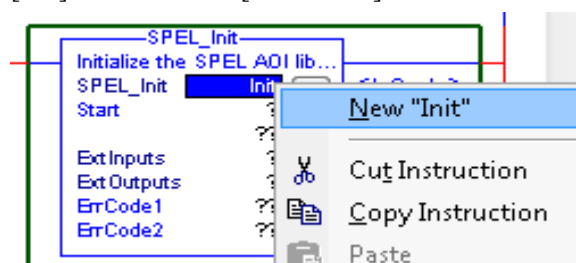 SPEL_Init
Initialize the SPEL AOI lib...
SPEL_Init Init
Start ?
??
ExtInputs ?
ExtOutputs ?
ErrCode1 ??
ErrCode2 ??
New "Init"
Cut Instruction
Copy Instruction
Paste